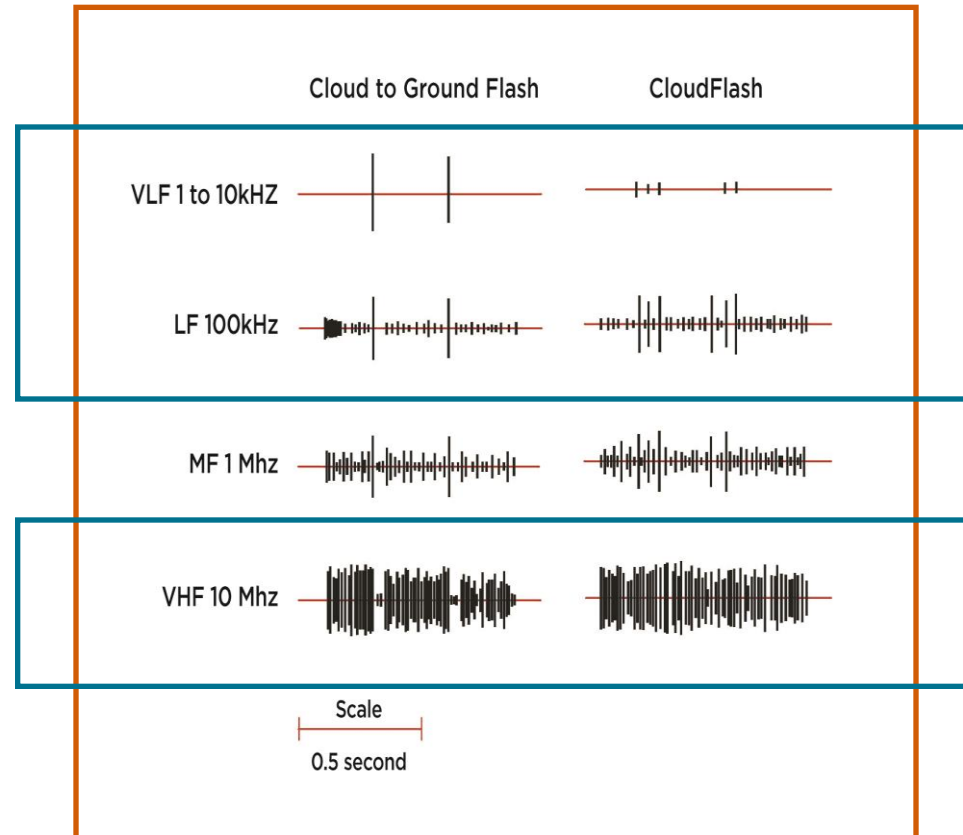 Cloud to Ground Flash
CloudFlash
VLF 1 to 10kHZ
LF 100kHz
MF 1 Mhz
VHF 10 Mhz
Scale
0.5 second